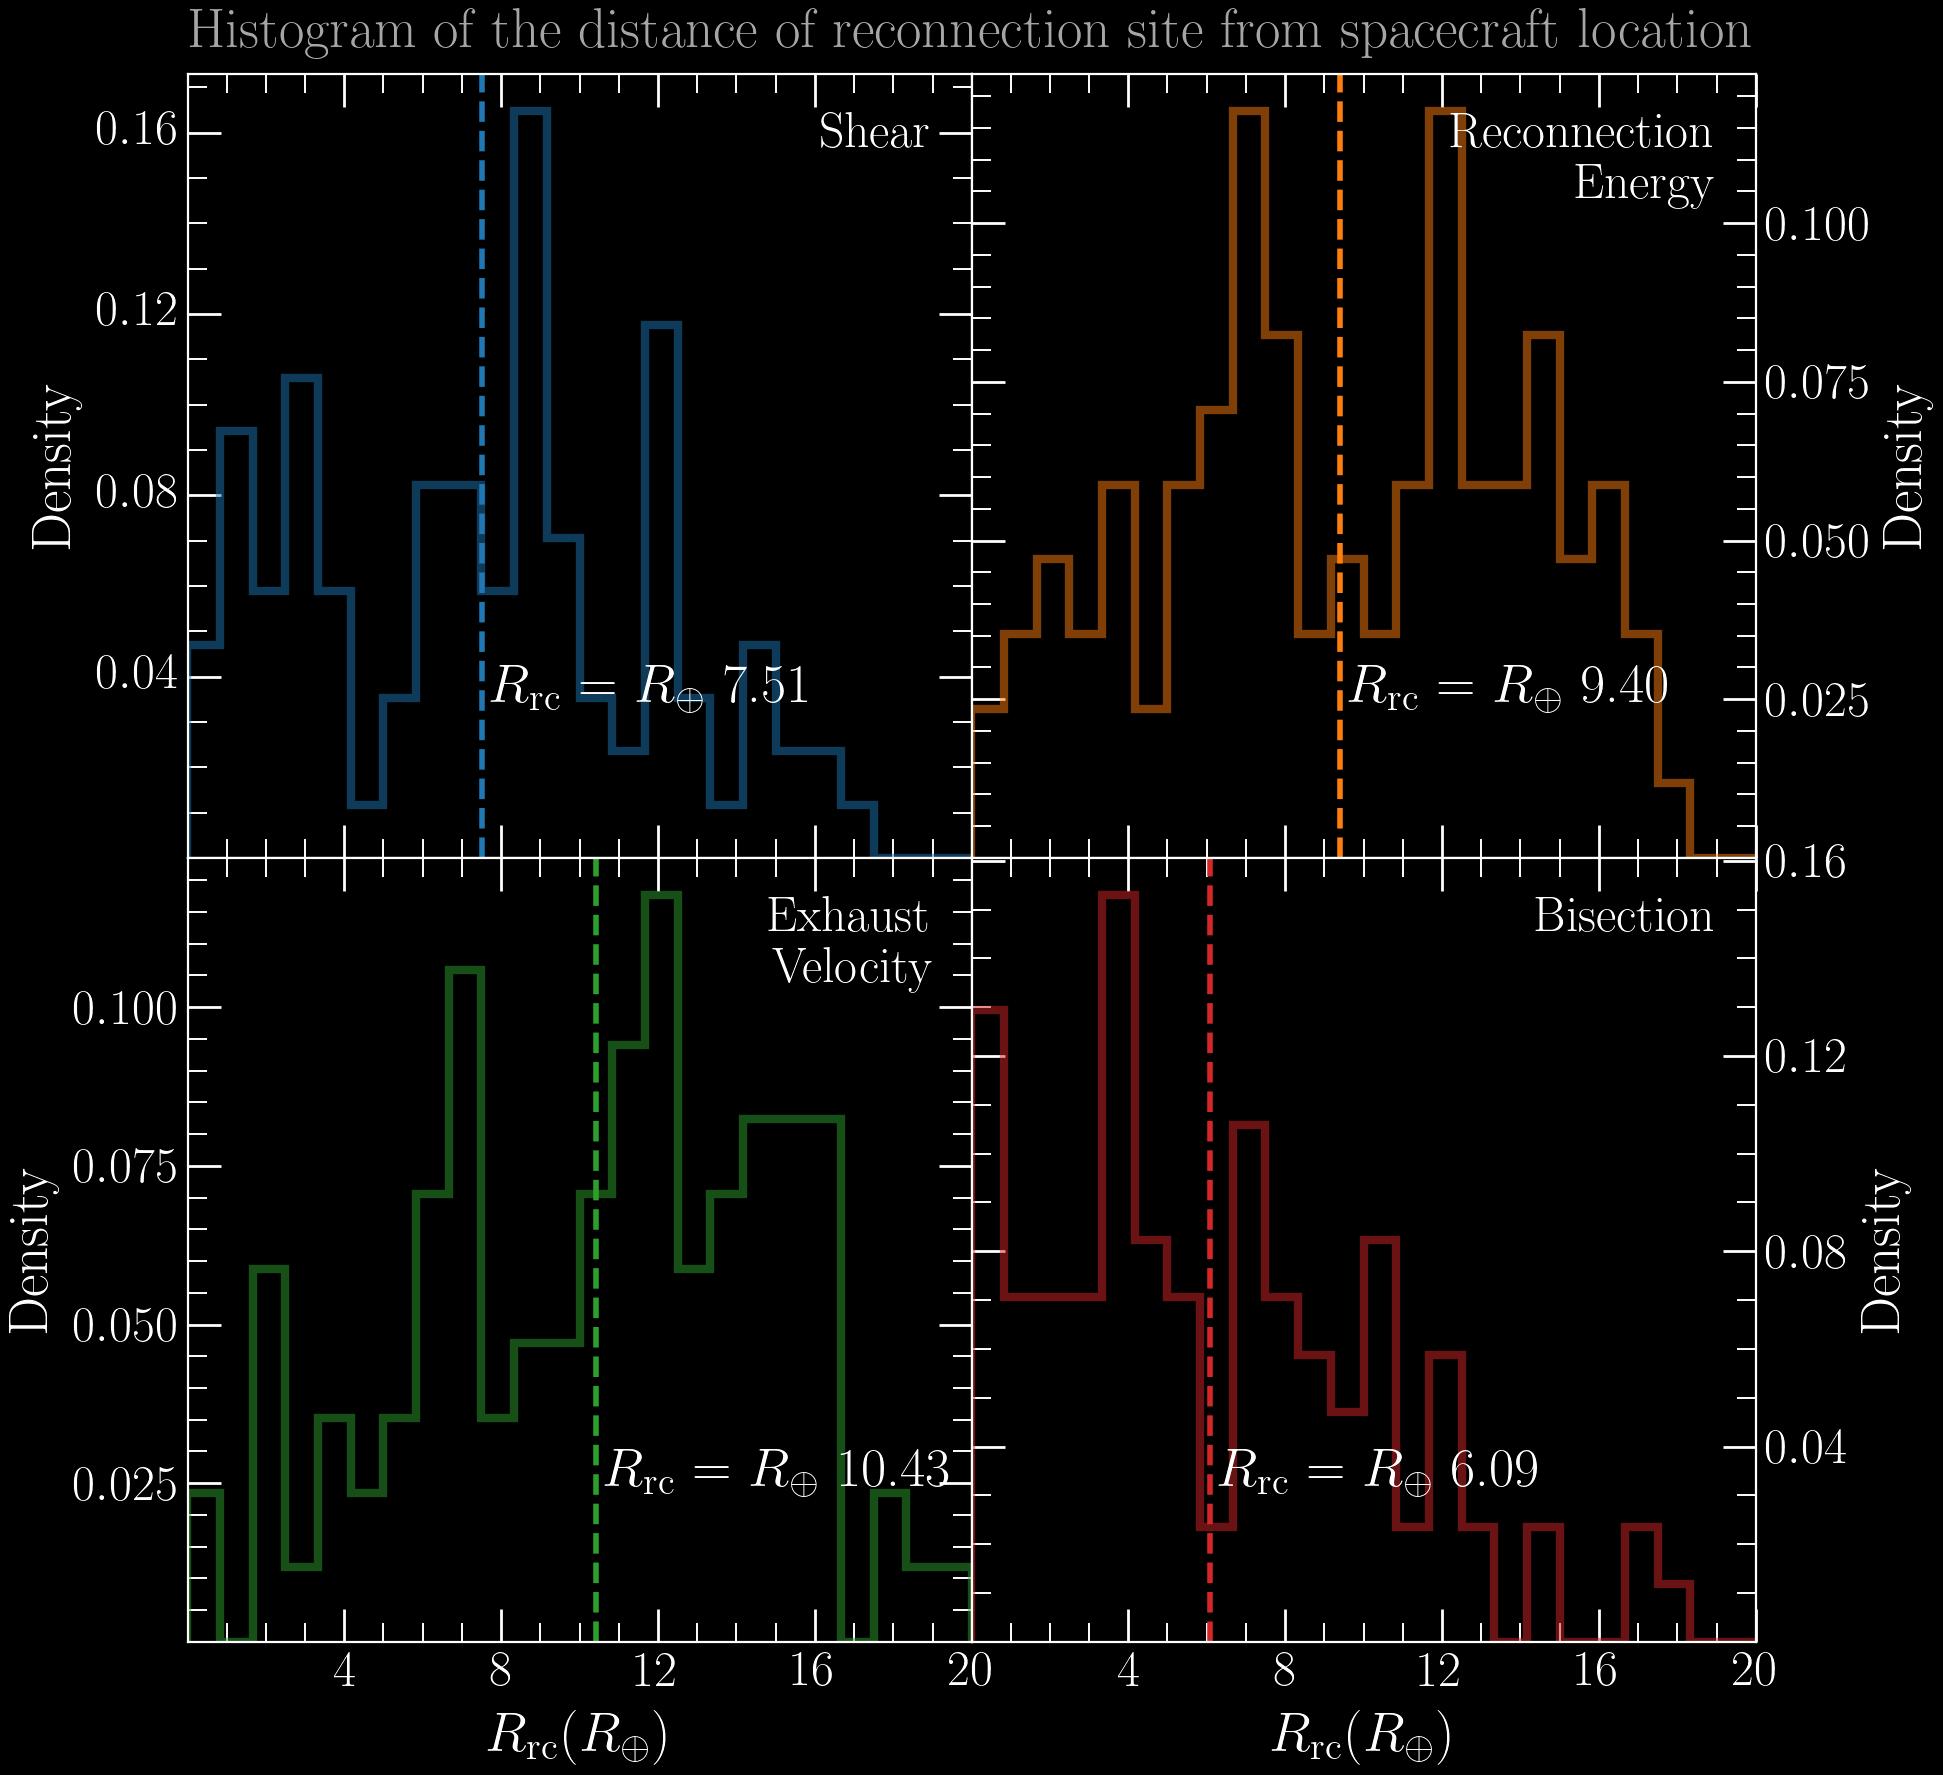 Histogram of the distance of reconnection site from spacecraft location
Shear
0.16
0.12
0.08
0.04
Density
R_rc = R_⊕ 7.51
Reconnection
Energy
0.100
0.075
0.050
0.025
Density
R_rc = R_⊕ 9.40
Exhaust
Velocity
0.100
0.075
0.050
0.025
Density
R_rc = R_⊕ 10.43
4 8 12 16 20
R_rc(R_⊕)
Bisection
0.16
0.12
0.08
0.04
Density
R_rc = R_⊕ 6.09
4 8 12 16 20
R_rc(R_⊕)